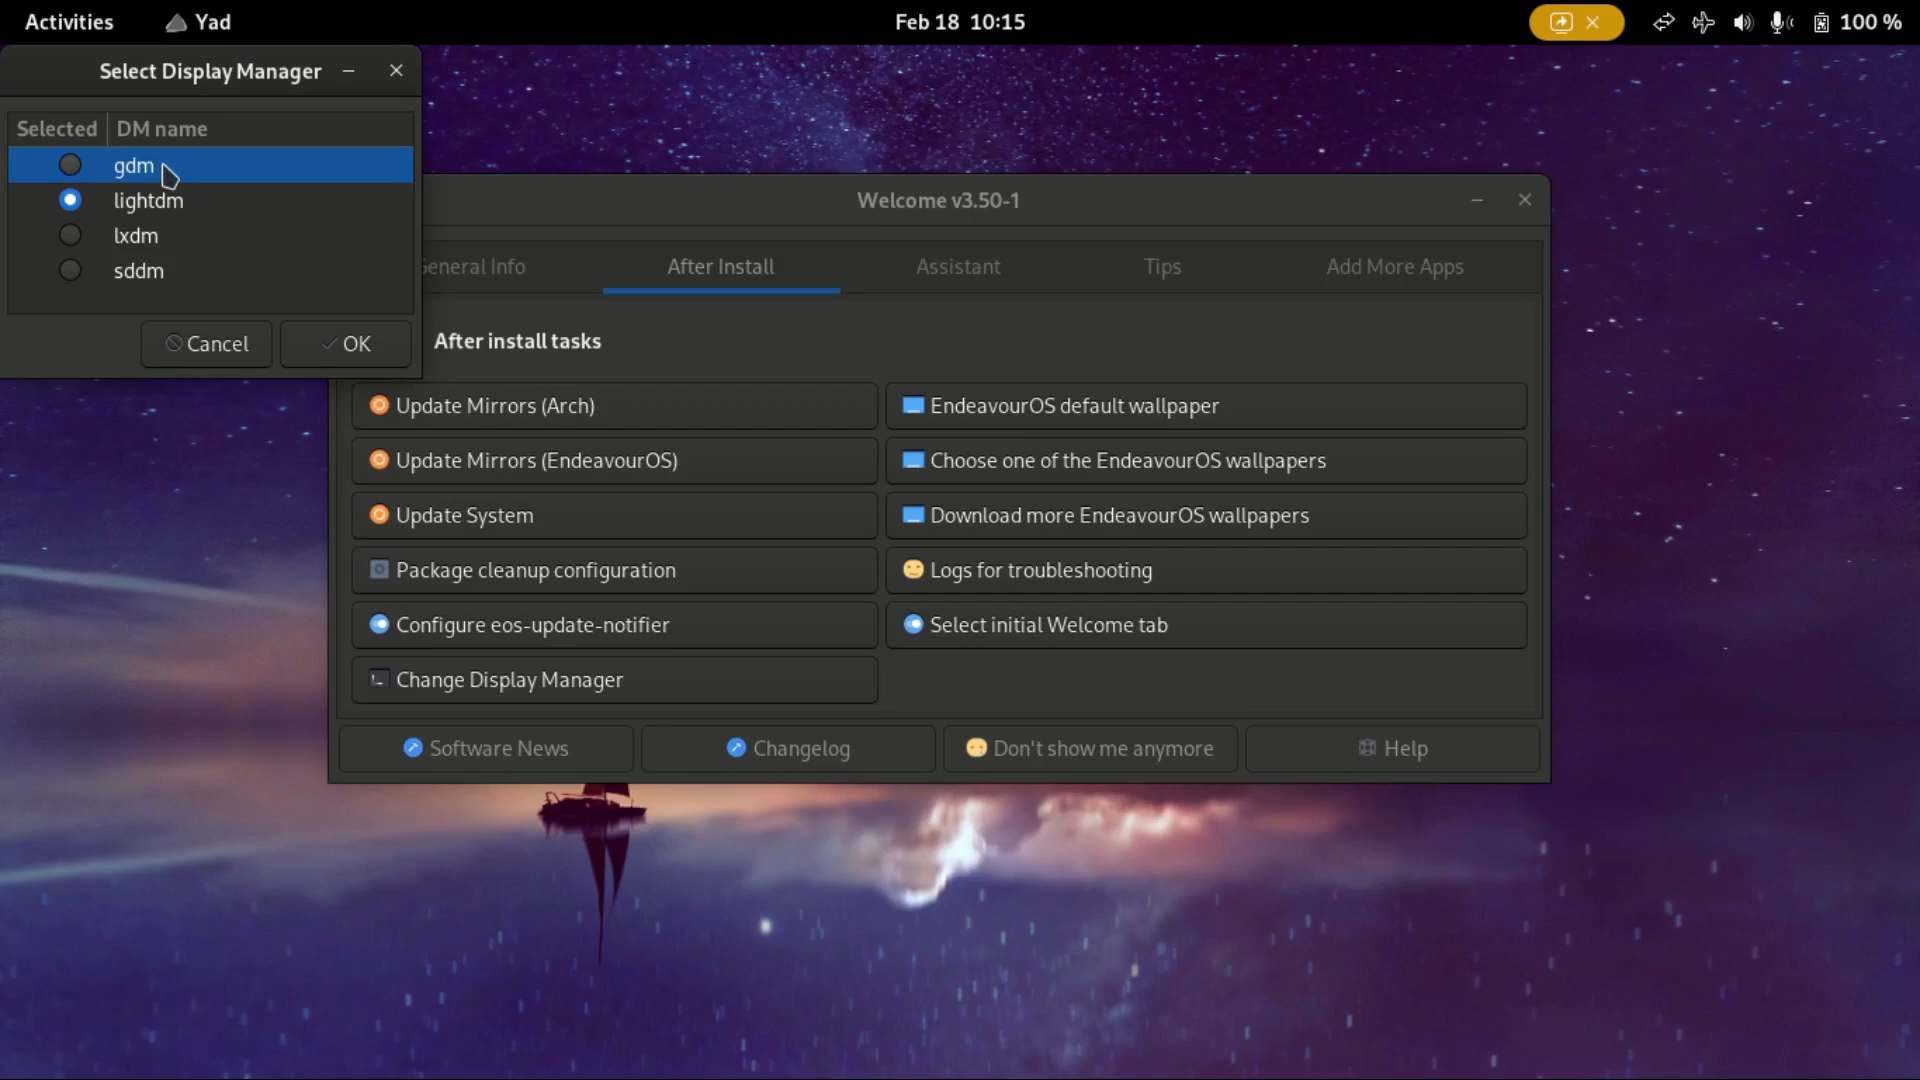 Activities
Yad
Feb 18 10:15
100 %
Select Display Manager
Selected DM name
gdm
lightdm
lxdm
sddm
Cancel
OK
Welcome v3.50-1
General Info
After Install
Assistant
Tips
Add More Apps
After install tasks
Update Mirrors (Arch)
EndeavourOS default wallpaper
Update Mirrors (EndeavourOS)
Choose one of the EndeavourOS wallpapers
Update System
Download more EndeavourOS wallpapers
Package cleanup configuration
Logs for troubleshooting
Configure eos-update-notifier
Select initial Welcome tab
Change Display Manager
Software News
Changelog
Don't show me anymore
Help